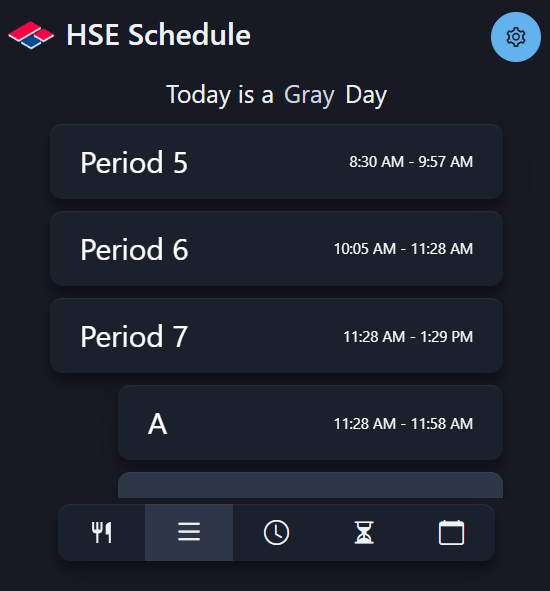 HSE Schedule
Today is a Gray Day
Period 5 8:30 AM - 9:57 AM
Period 6 10:05 AM - 11:28 AM
Period 7 11:28 AM - 1:29 PM
A 11:28 AM - 11:58 AM